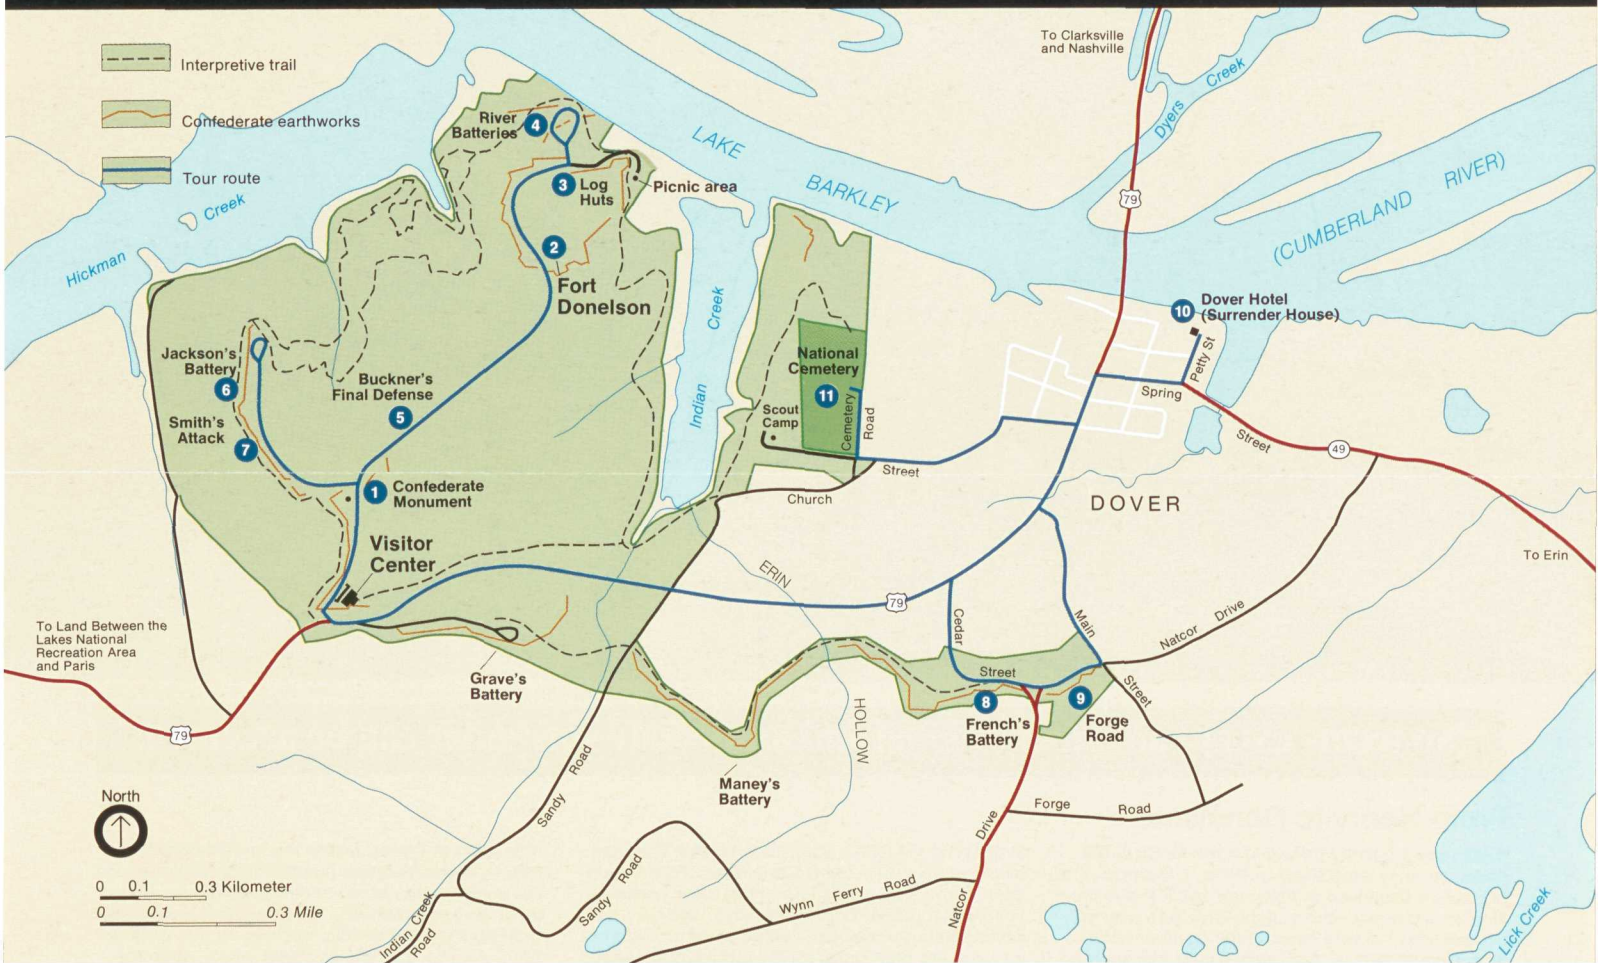 Interpretive trail
Confederate earthworks
Tour route
To Clarksville
and Nashville
Dyers Creek
River
Batteries
4
LAKE BARKLEY
(CUMBERLAND RIVER)
79
Picnic area
3
Log
Huts
Hickman Creek
2
Fort
Donelson
Indian Creek
10
Dover Hotel
(Surrender House)
Petty St
Spring Street
49
Jackson's
Battery
6
Buckner's
Final Defense
5
National
Cemetery
11
Scout
Camp
Cemetery Road
Smith's
Attack
7
1
Confederate
Monument
Church Street
DOVER
To Erin
Visitor
Center
ERIN HOLLOW
79
Cedar Street
Main Street
Natcor Drive
To Land Between the
Lakes National
Recreation Area
and Paris
79
Grave's
Battery
8
French's
Battery
9
Forge
Road
Maney's
Battery
Sandy Road
Forge Road
Natcor Drive
Sandy Road
Wynn Ferry Road
Indian Creek
Road
Lick Creek
North
0 0.1 0.3 Kilometer
0 0.1 0.3 Mile